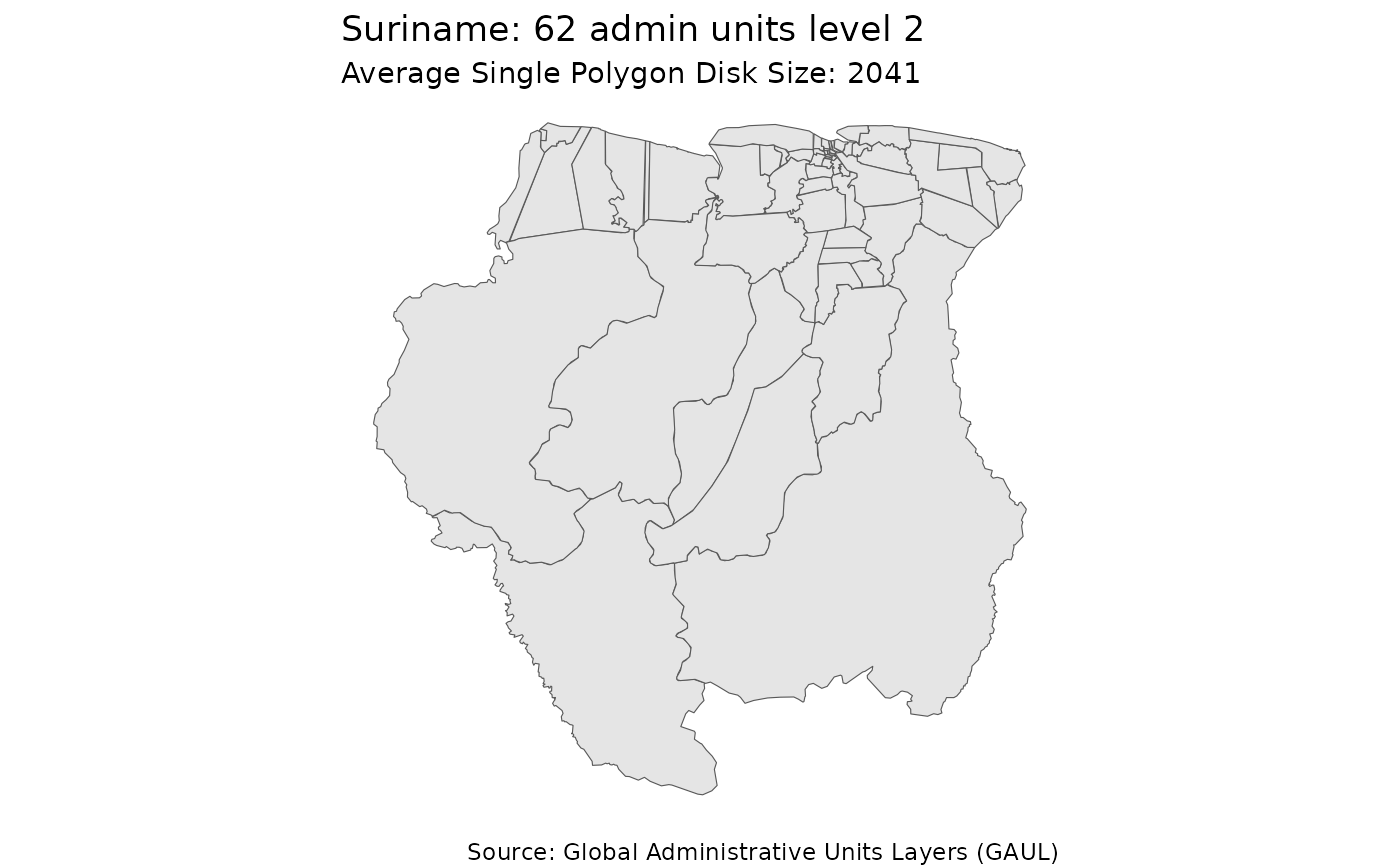 Suriname: 62 admin units level 2
Average Single Polygon Disk Size: 2041
Source: Global Administrative Units Layers (GAUL)